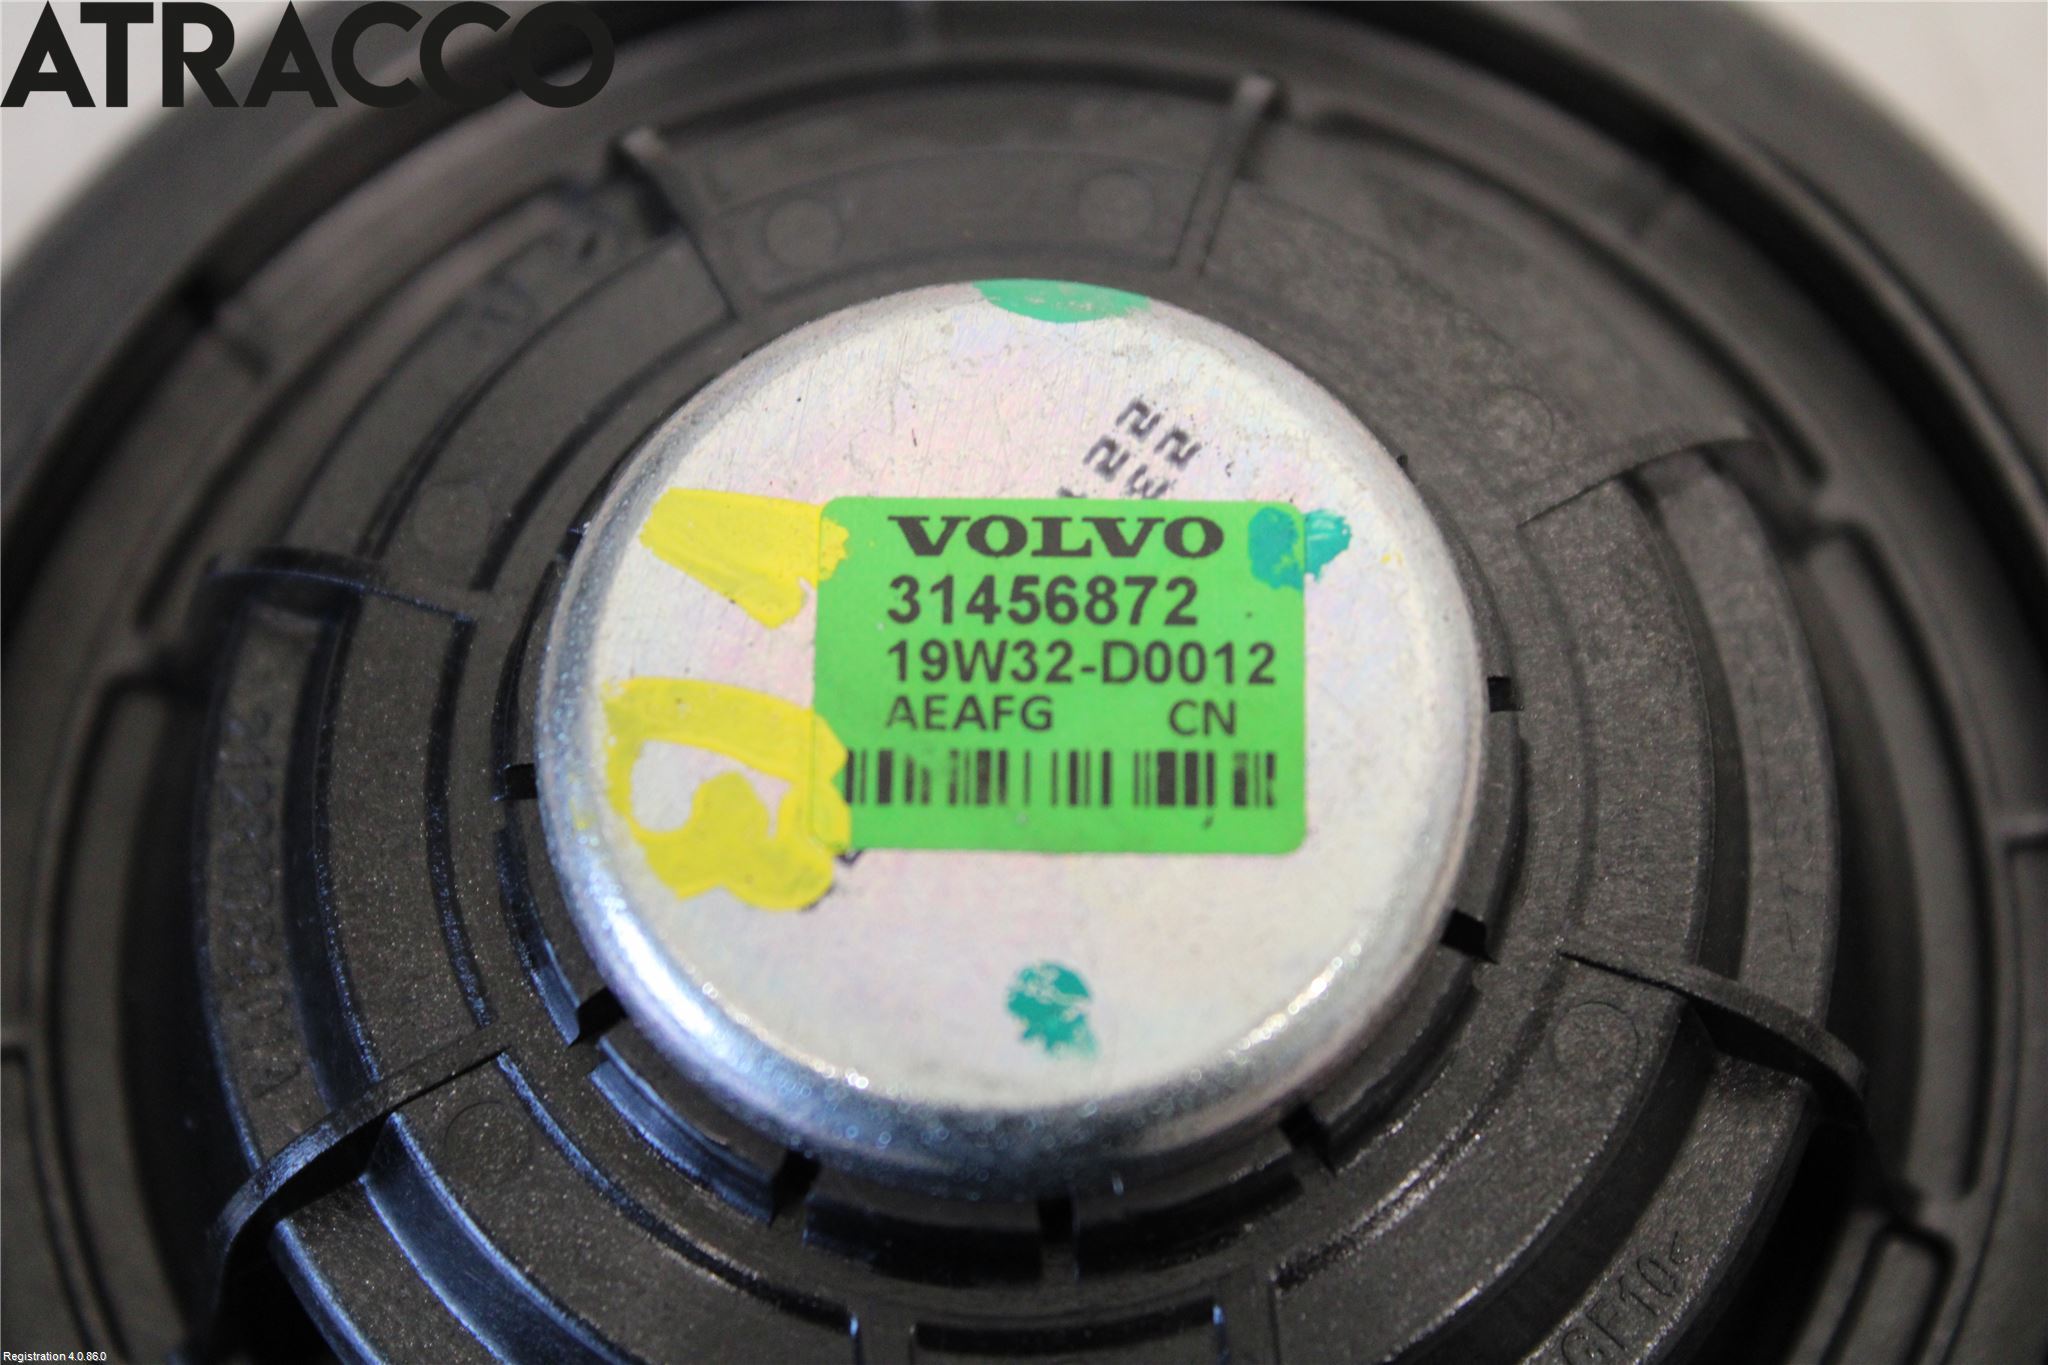 ATRACCO
VOLVO
31456872
19W32-D0012
AEAFG CN
Registration 4.0.86.0